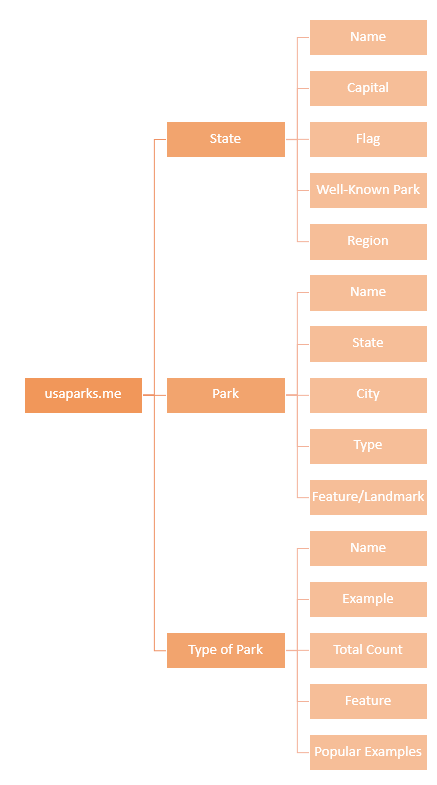 usaparks.me
State
Name
Capital
Flag
Well-Known Park
Region
Park
Name
State
City
Type
Feature/Landmark
Type of Park
Name
Example
Total Count
Feature
Popular Examples